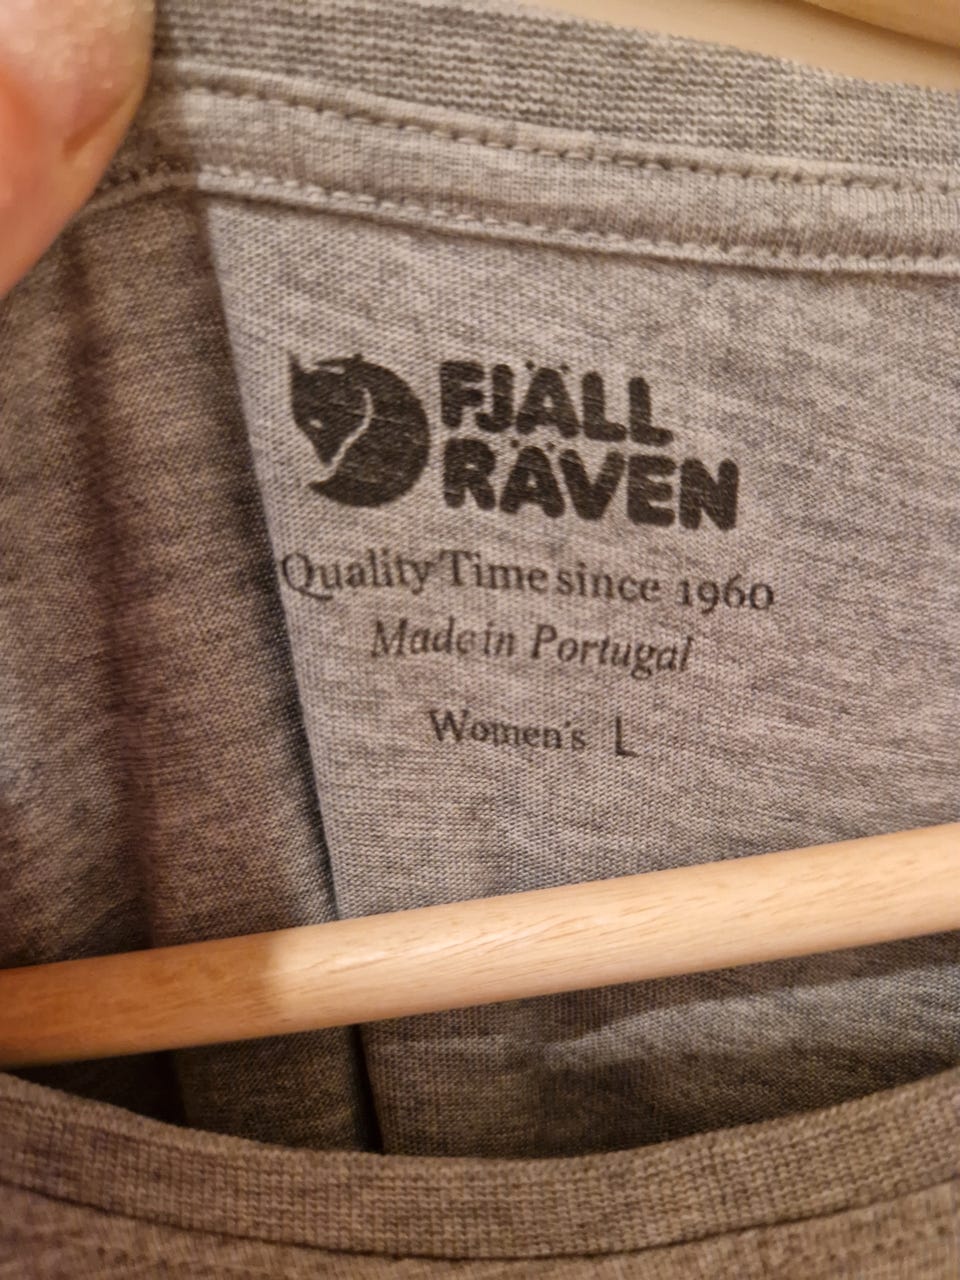 FJÄLL
RÄVEN
Quality Time since 1960
Made in Portugal
Women's L